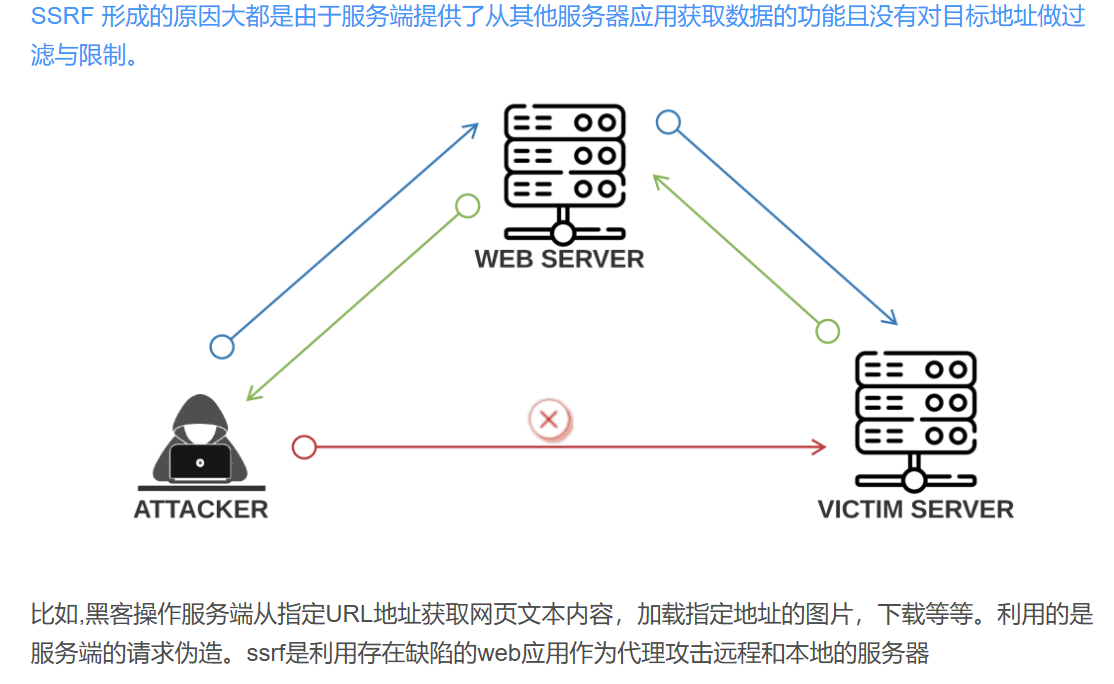 SSRF 形成的原因大都是由于服务端提供了从其他服务器应用获取数据的功能且没有对目标地址做过
滤与限制。
WEB SERVER
ATTACKER
VICTIM SERVER
比如,黑客操作服务端从指定URL地址获取网页文本内容，加载指定地址的图片，下载等等。利用的是
服务端的请求伪造。ssrf是利用存在缺陷的web应用作为代理攻击远程和本地的服务器